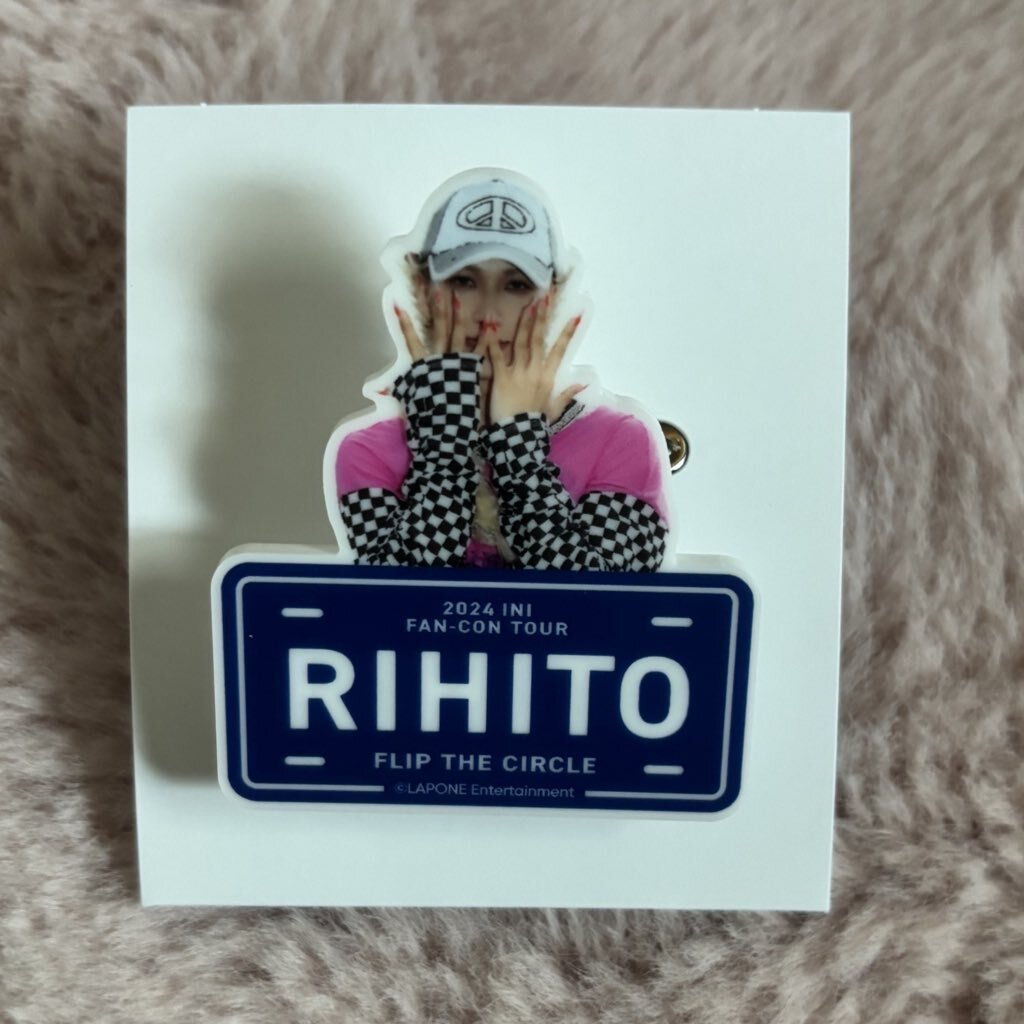 2024 INI
FAN-CON TOUR
RIHITO
FLIP THE CIRCLE
©LAPONE Entertainment